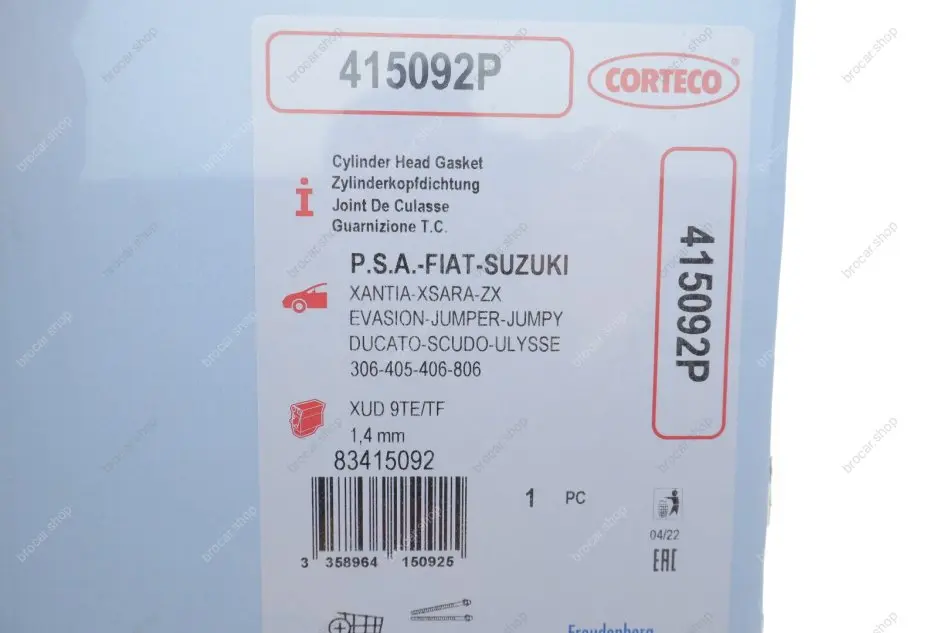 415092P
CORTECO®
Cylinder Head Gasket
Zylinderkopfdichtung
Joint De Culasse
Guarnizione T.C.
415092P
P.S.A.-FIAT-SUZUKI
XANTIA-XSARA-ZX
EVASION-JUMPER-JUMPY
DUCATO-SCUDO-ULYSSE
306-405-406-806
XUD 9TE/TF
1,4 mm
83415092
1 PC
3 358964 150925
04/22
EAC
Freudenberg
brocar.shop